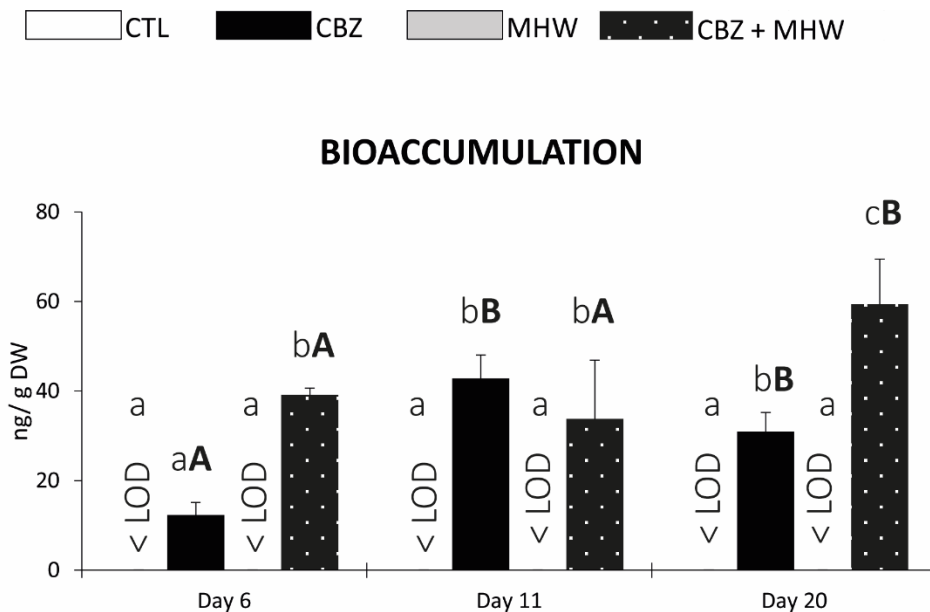 CTL CBZ MHW CBZ + MHW
BIOACCUMULATION
ng/ g DW
80
60
40
20
0
a
< LOD
aA
a
< LOD
bA
a
< LOD
bB
a
< LOD
bA
a
< LOD
bB
a
< LOD
cB
Day 6 Day 11 Day 20